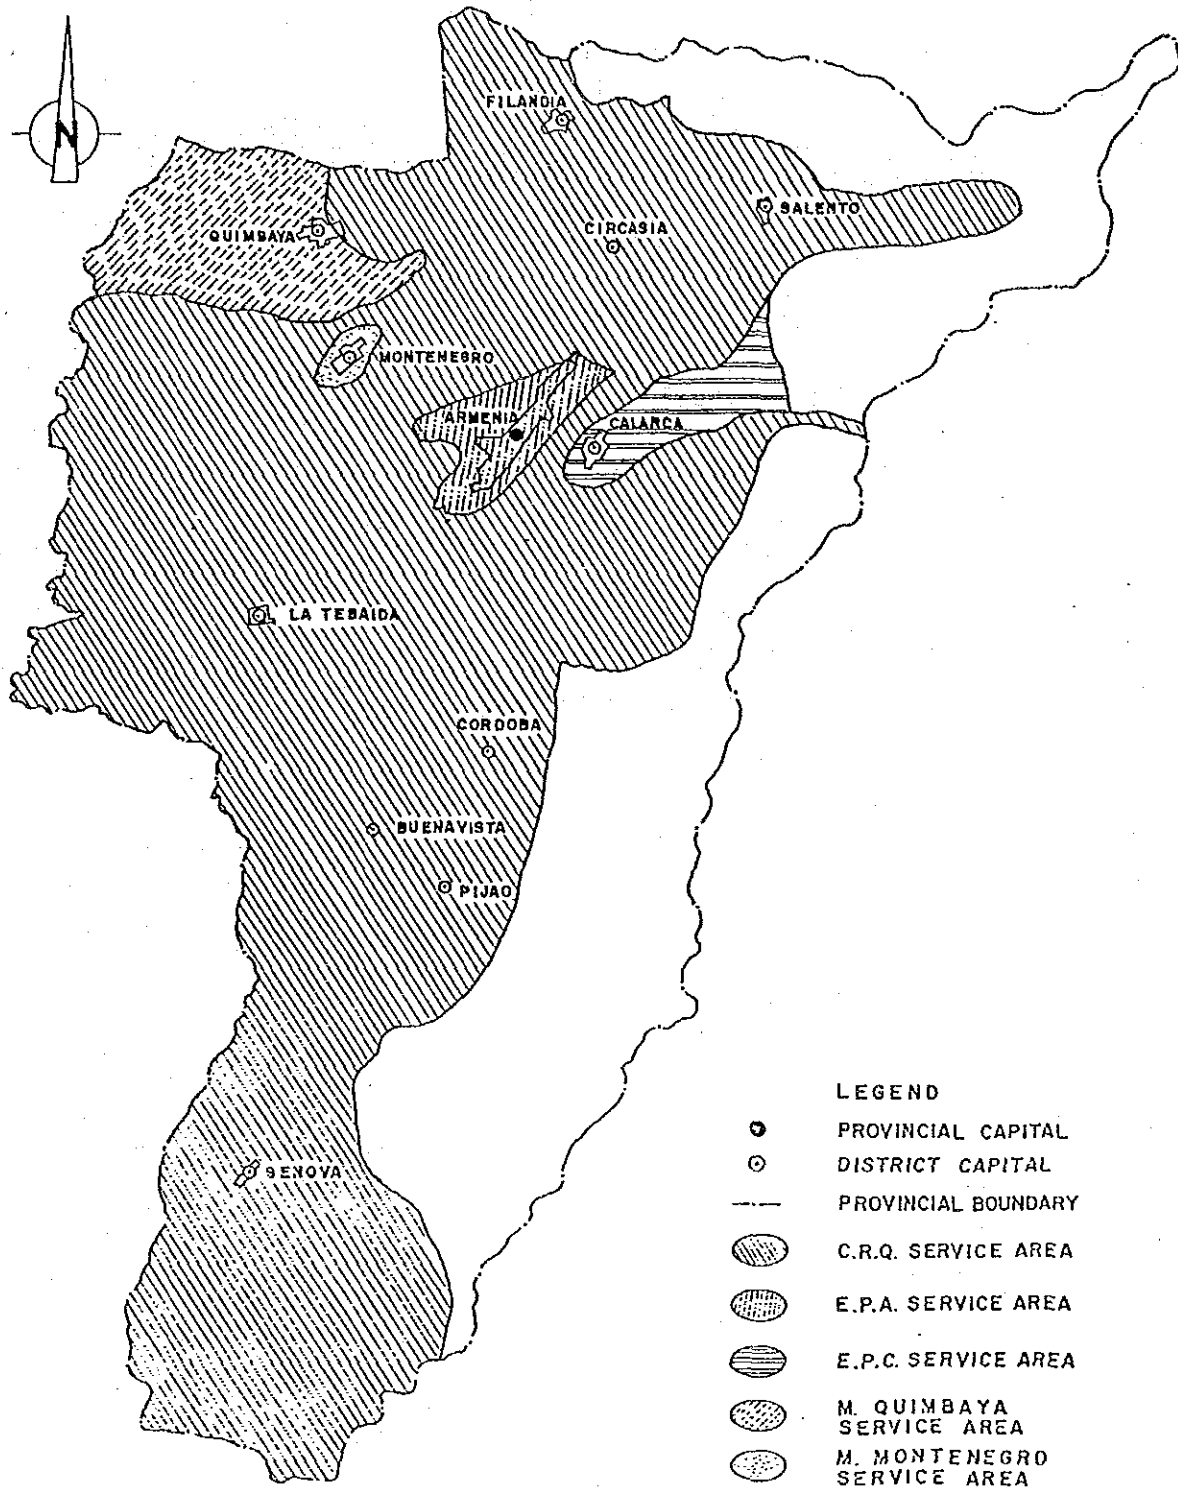 N
FILANDIA
SALENTO
QUIMBAYA
CIRCASIA
MONTENEGRO
ARMENIA
CALARCA
LA TEBAIDA
CORDOBA
BUENAVISTA
PIJAO
GENOVA
LEGEND
PROVINCIAL CAPITAL
DISTRICT CAPITAL
PROVINCIAL BOUNDARY
C.R.Q. SERVICE AREA
E.P.A. SERVICE AREA
E.P.C. SERVICE AREA
M. QUIMBAYA
SERVICE AREA
M. MONTENEGRO
SERVICE AREA